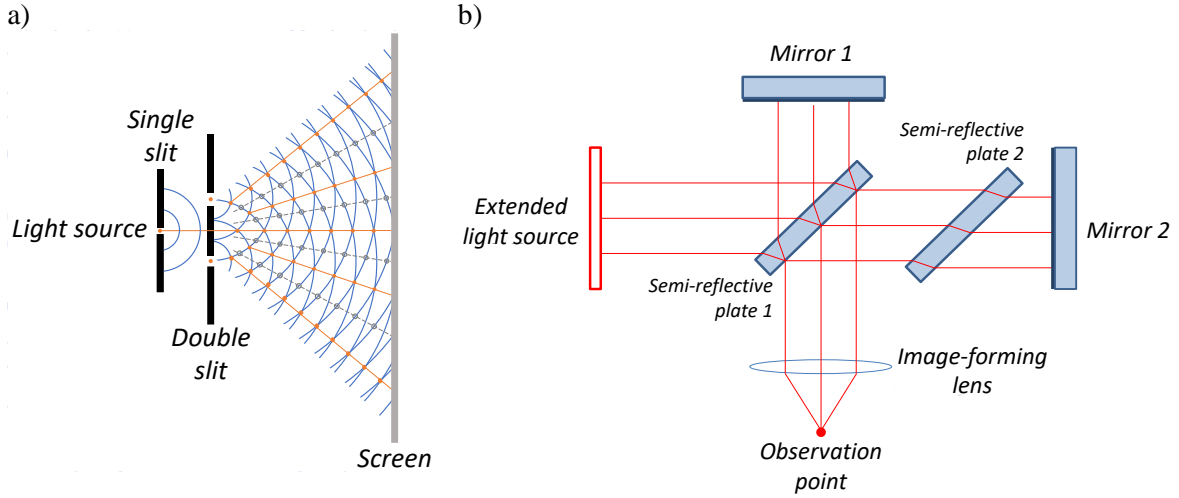 a)
Single
slit
Light source
Double
slit
Screen
b)
Mirror 1
Semi-reflective
plate 2
Extended
light source
Mirror 2
Semi-reflective
plate 1
Image-forming
lens
Observation
point